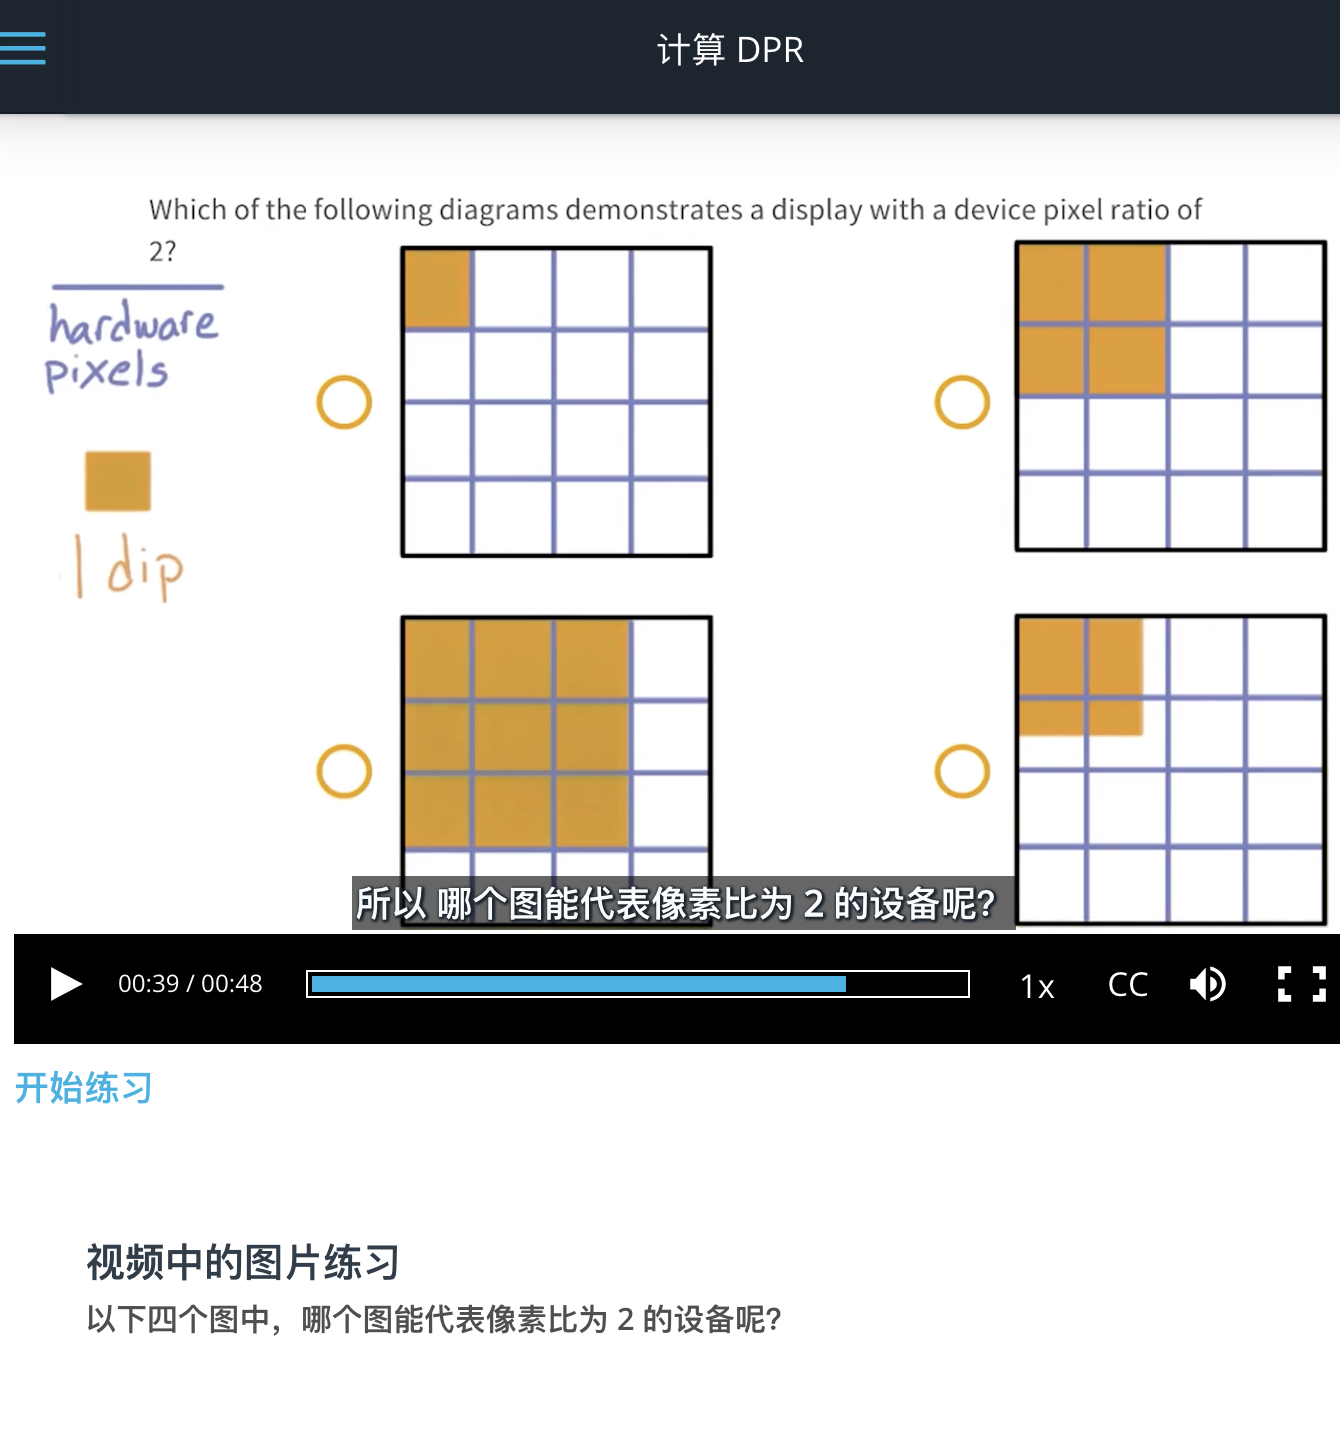 计算 DPR
Which of the following diagrams demonstrates a display with a device pixel ratio of
2?
hardware
pixels
1 dip
所以 哪个图能代表像素比为 2 的设备呢?
00:39 / 00:48
1x
CC
开始练习
视频中的图片练习
以下四个图中，哪个图能代表像素比为 2 的设备呢?